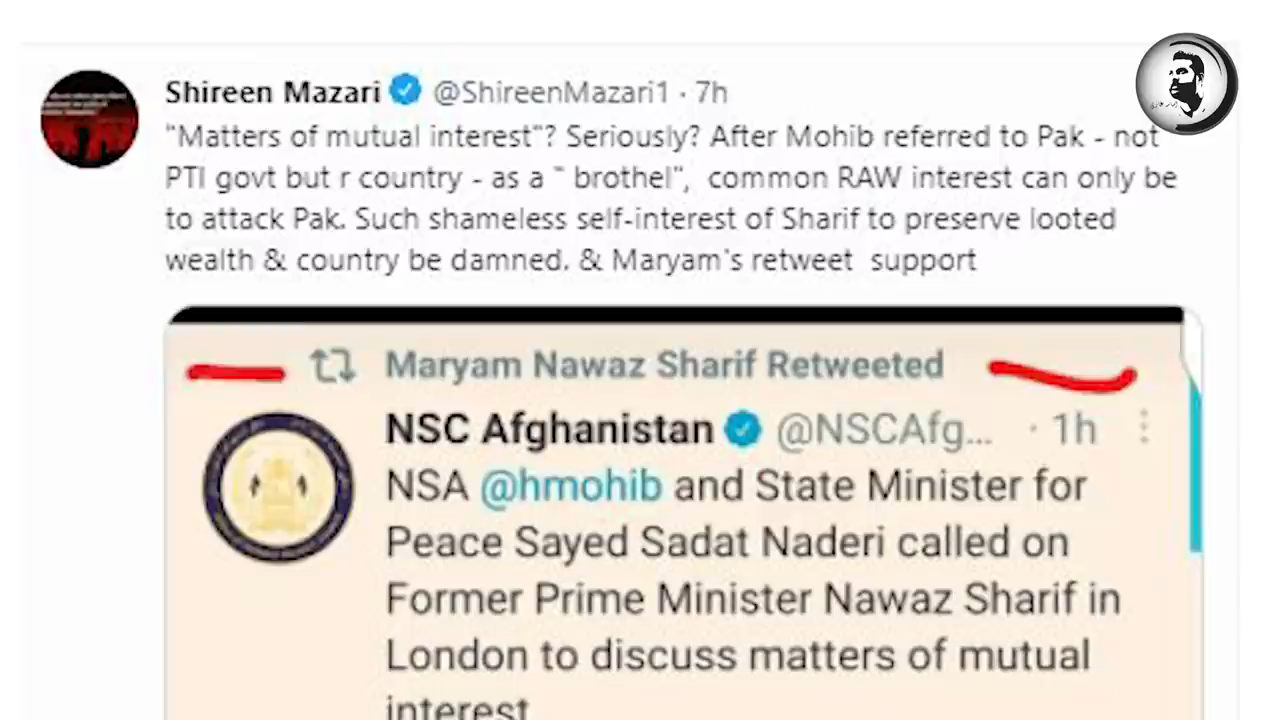 Shireen Mazari @ShireenMazari1 · 7h
"Matters of mutual interest"? Seriously? After Mohib referred to Pak - not
PTI govt but r country - as a " brothel", common RAW interest can only be
to attack Pak. Such shameless self-interest of Sharif to preserve looted
wealth & country be damned. & Maryam's retweet support
Maryam Nawaz Sharif Retweeted
NSC Afghanistan @NSCAfg... · 1h
NSA @hmohib and State Minister for
Peace Sayed Sadat Naderi called on
Former Prime Minister Nawaz Sharif in
London to discuss matters of mutual
interest